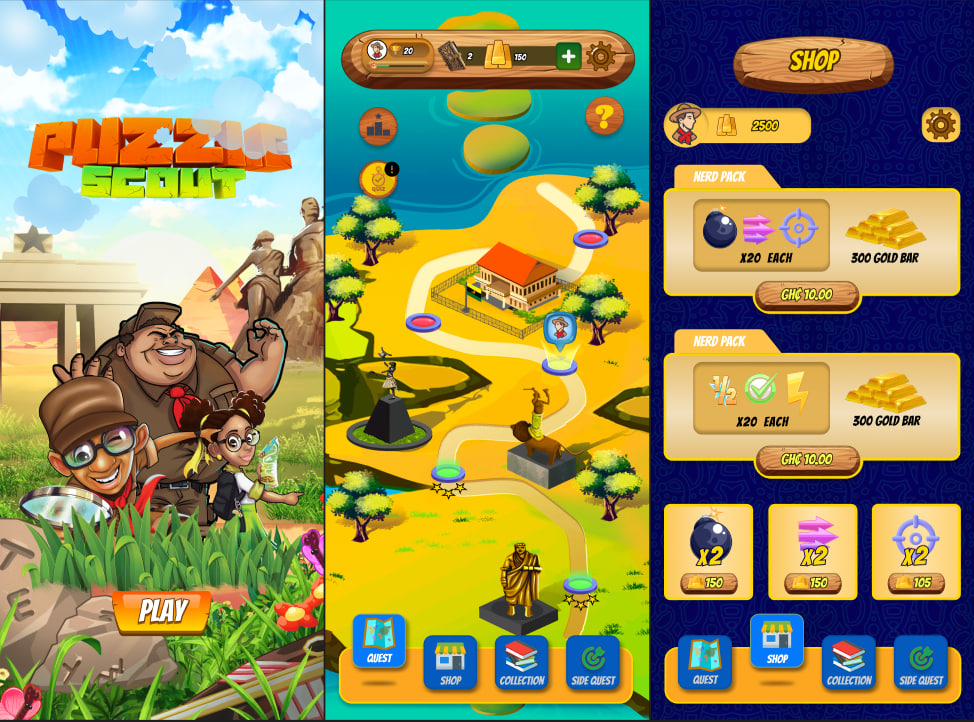 PUZZLE
SCOUT
PLAY
20
2
150
+
?
!
QUIZ
QUEST
SHOP
COLLECTION
SIDE QUEST
SHOP
2500
NERD PACK
X20 EACH
300 GOLD BAR
GH₵ 10.00
NERD PACK
1/2
X20 EACH
300 GOLD BAR
GH₵ 10.00
X2
X2
X2
150
150
105
QUEST
SHOP
COLLECTION
SIDE QUEST